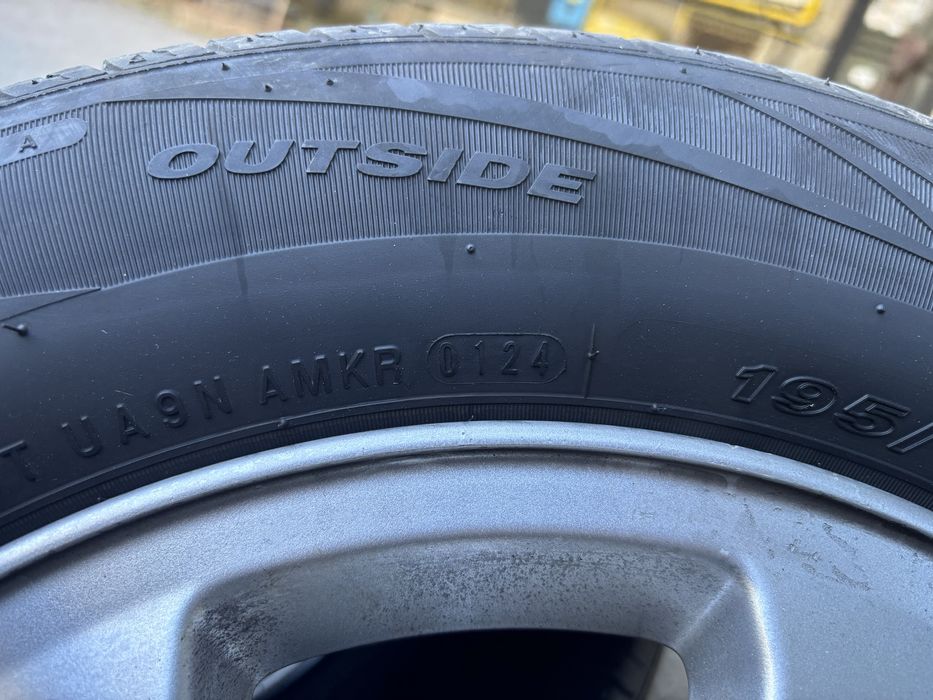 A
OUTSIDE
T UA9N AMKR 0124
195/